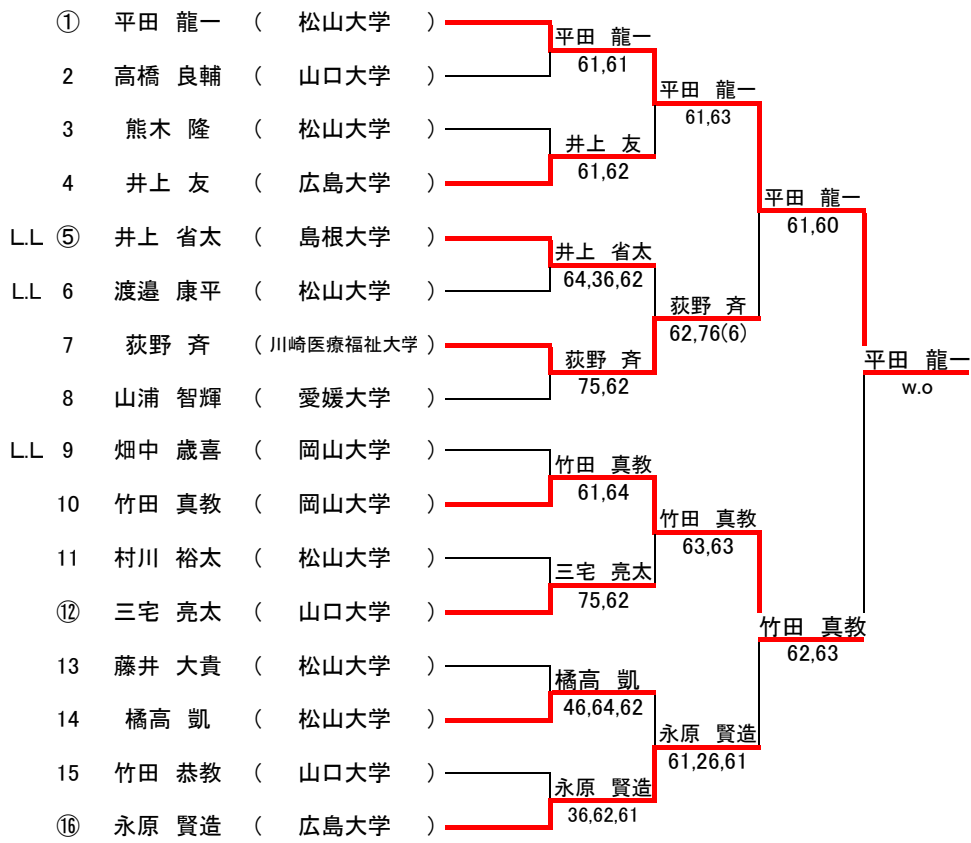 ① 平田 龍一 ( 松山大学 )
平田 龍一
61,61
2 高橋 良輔 ( 山口大学 )
平田 龍一
61,63
3 熊木 隆 ( 松山大学 )
井上 友
61,62
4 井上 友 ( 広島大学 )
平田 龍一
61,60
L.L ⑤ 井上 省太 ( 島根大学 )
井上 省太
64,36,62
L.L 6 渡邉 康平 ( 松山大学 )
荻野 斉
62,76(6)
7 荻野 斉 ( 川崎医療福祉大学 )
荻野 斉
75,62
8 山浦 智輝 ( 愛媛大学 )
平田 龍一
w.o
L.L 9 畑中 歳喜 ( 岡山大学 )
竹田 真教
61,64
10 竹田 真教 ( 岡山大学 )
竹田 真教
63,63
11 村川 裕太 ( 松山大学 )
三宅 亮太
75,62
⑫ 三宅 亮太 ( 山口大学 )
竹田 真教
62,63
13 藤井 大貴 ( 松山大学 )
橘高 凱
46,64,62
14 橘高 凱 ( 松山大学 )
永原 賢造
61,26,61
15 竹田 恭教 ( 山口大学 )
永原 賢造
36,62,61
⑯ 永原 賢造 ( 広島大学 )